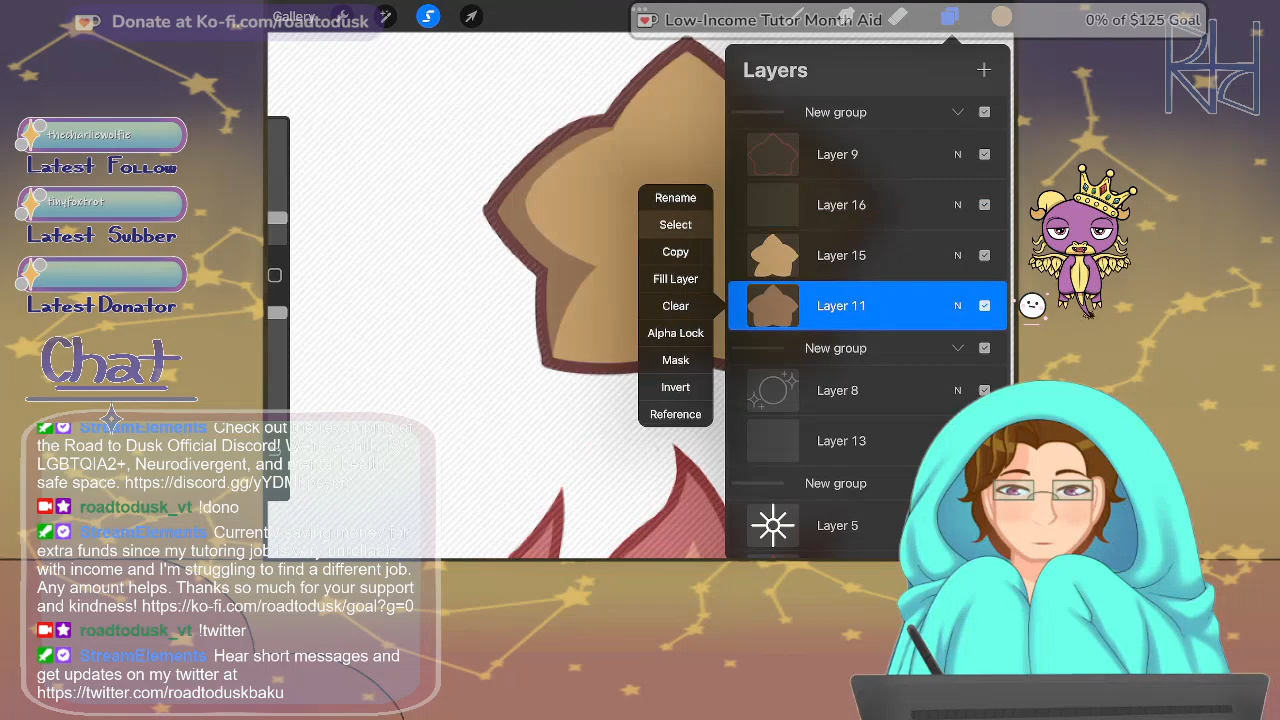 Donate at Ko-fi.com/roadtodusk
Gallery
Low-Income Tutor Month Aid
0% of $125 Goal
Layers
New group
Layer 9
N
Layer 16
N
Layer 15
N
Layer 11
N
New group
Layer 8
N
Layer 13
New group
Layer 5
Rename
Select
Copy
Fill Layer
Clear
Alpha Lock
Mask
Invert
Reference
thecharliewolfie
Latest Follow
tinyfoxtrot
Latest Subber
Latest Donator
Chat
StreamElements Check out the
the Road to Dusk Official Discord!
LGBTQIA2+, Neurodivergent, and
safe space. https://discord.gg/
roadtodusk_vt !dono
StreamElements Currently saving money for
extra funds since my tutoring job is very
with income and I'm struggling to find a different job.
Any amount helps. Thanks so much for your support
and kindness! https://ko-fi.com/roadtodusk/goal?g=0
roadtodusk_vt !twitter
StreamElements Hear short messages and
get updates on my twitter at
https://twitter.com/roadtoduskbaku